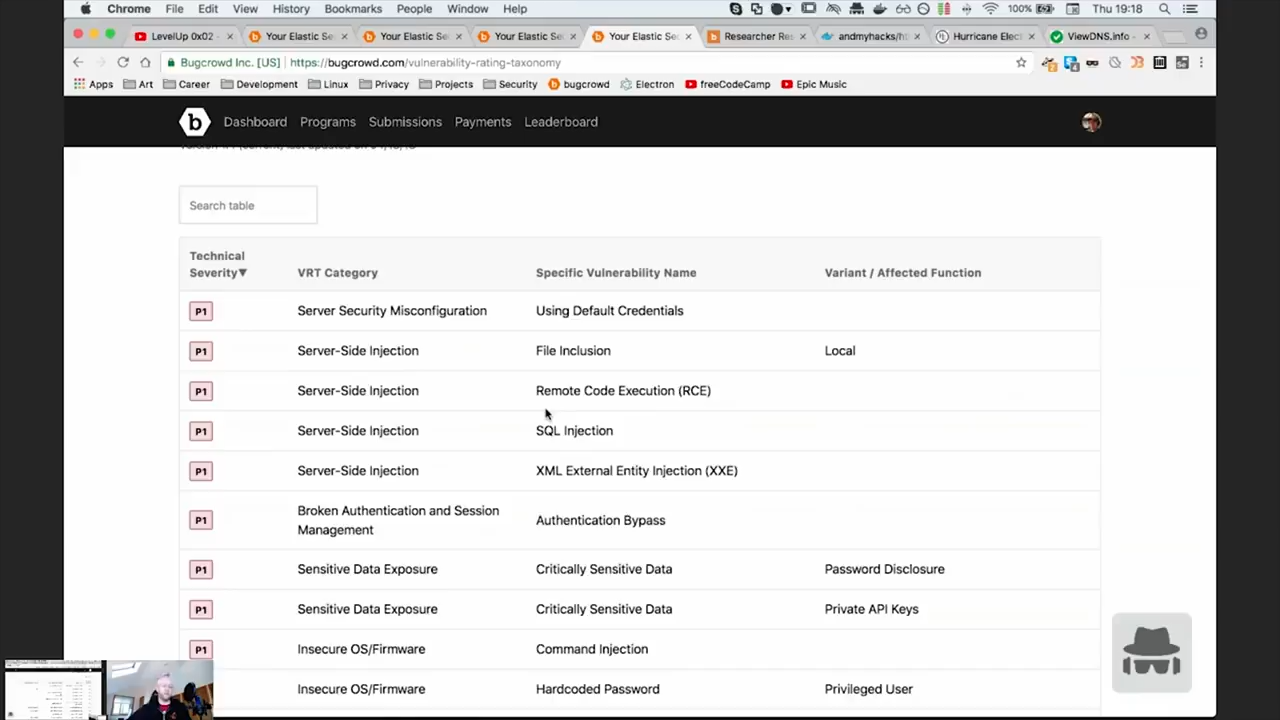 Chrome File Edit View History Bookmarks People Window Help 100% Thu 19:18
LevelUp 0x02 - Your Elastic Se Your Elastic Se Your Elastic Se Your Elastic Sec Researcher Res andmyhacks/ht Hurricane Elect ViewDNS.info -
Bugcrowd Inc. [US] https://bugcrowd.com/vulnerability-rating-taxonomy
Apps Art Career Development Linux Privacy Projects Security bugcrowd Electron freeCodeCamp Epic Music
b Dashboard Programs Submissions Payments Leaderboard
Search table
Technical
Severity▼ VRT Category Specific Vulnerability Name Variant / Affected Function
P1 Server Security Misconfiguration Using Default Credentials
P1 Server-Side Injection File Inclusion Local
P1 Server-Side Injection Remote Code Execution (RCE)
P1 Server-Side Injection SQL Injection
P1 Server-Side Injection XML External Entity Injection (XXE)
P1 Broken Authentication and Session
Management Authentication Bypass
P1 Sensitive Data Exposure Critically Sensitive Data Password Disclosure
P1 Sensitive Data Exposure Critically Sensitive Data Private API Keys
P1 Insecure OS/Firmware Command Injection
P1 Insecure OS/Firmware Hardcoded Password Privileged User